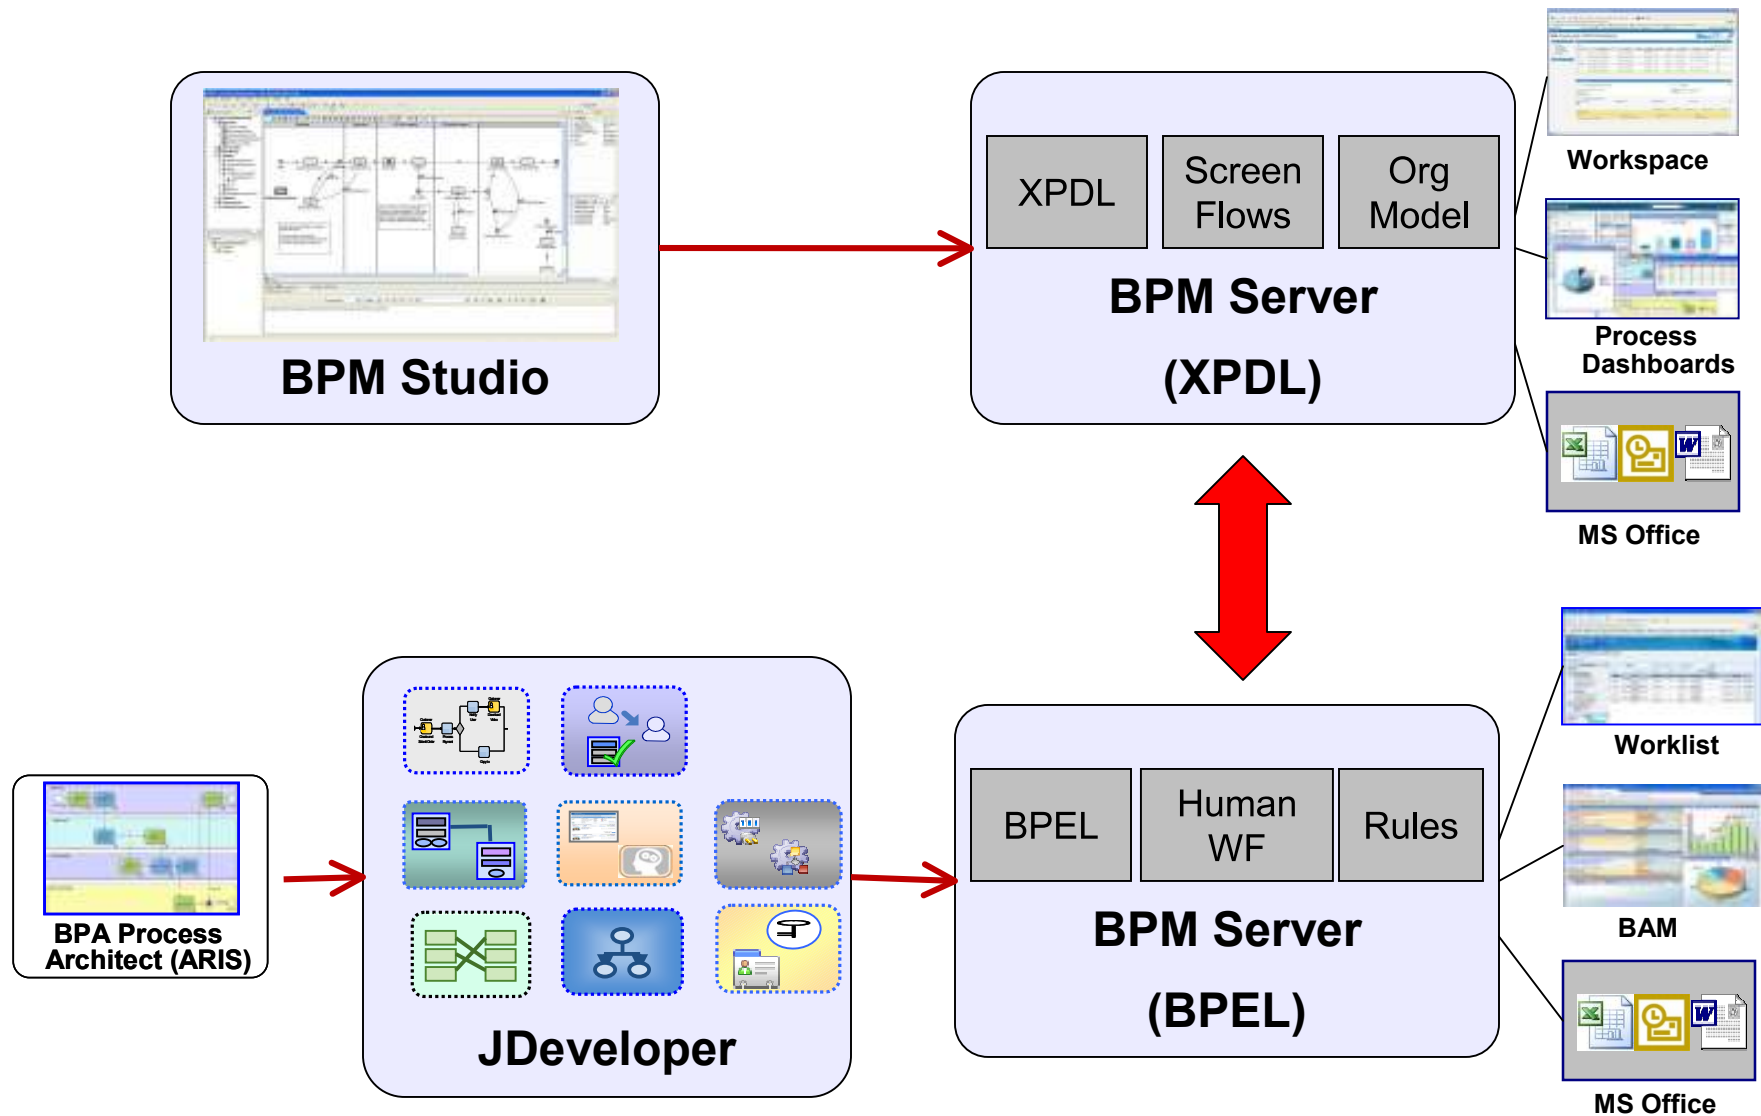 Workspace
XPDL
Screen
Flows
Org
Model
BPM Server
(XPDL)
BPM Studio
Process
Dashboards
MS Office
Worklist
BPEL
Human
WF
Rules
BPM Server
(BPEL)
BAM
BPA Process
Architect (ARIS)
JDeveloper
MS Office